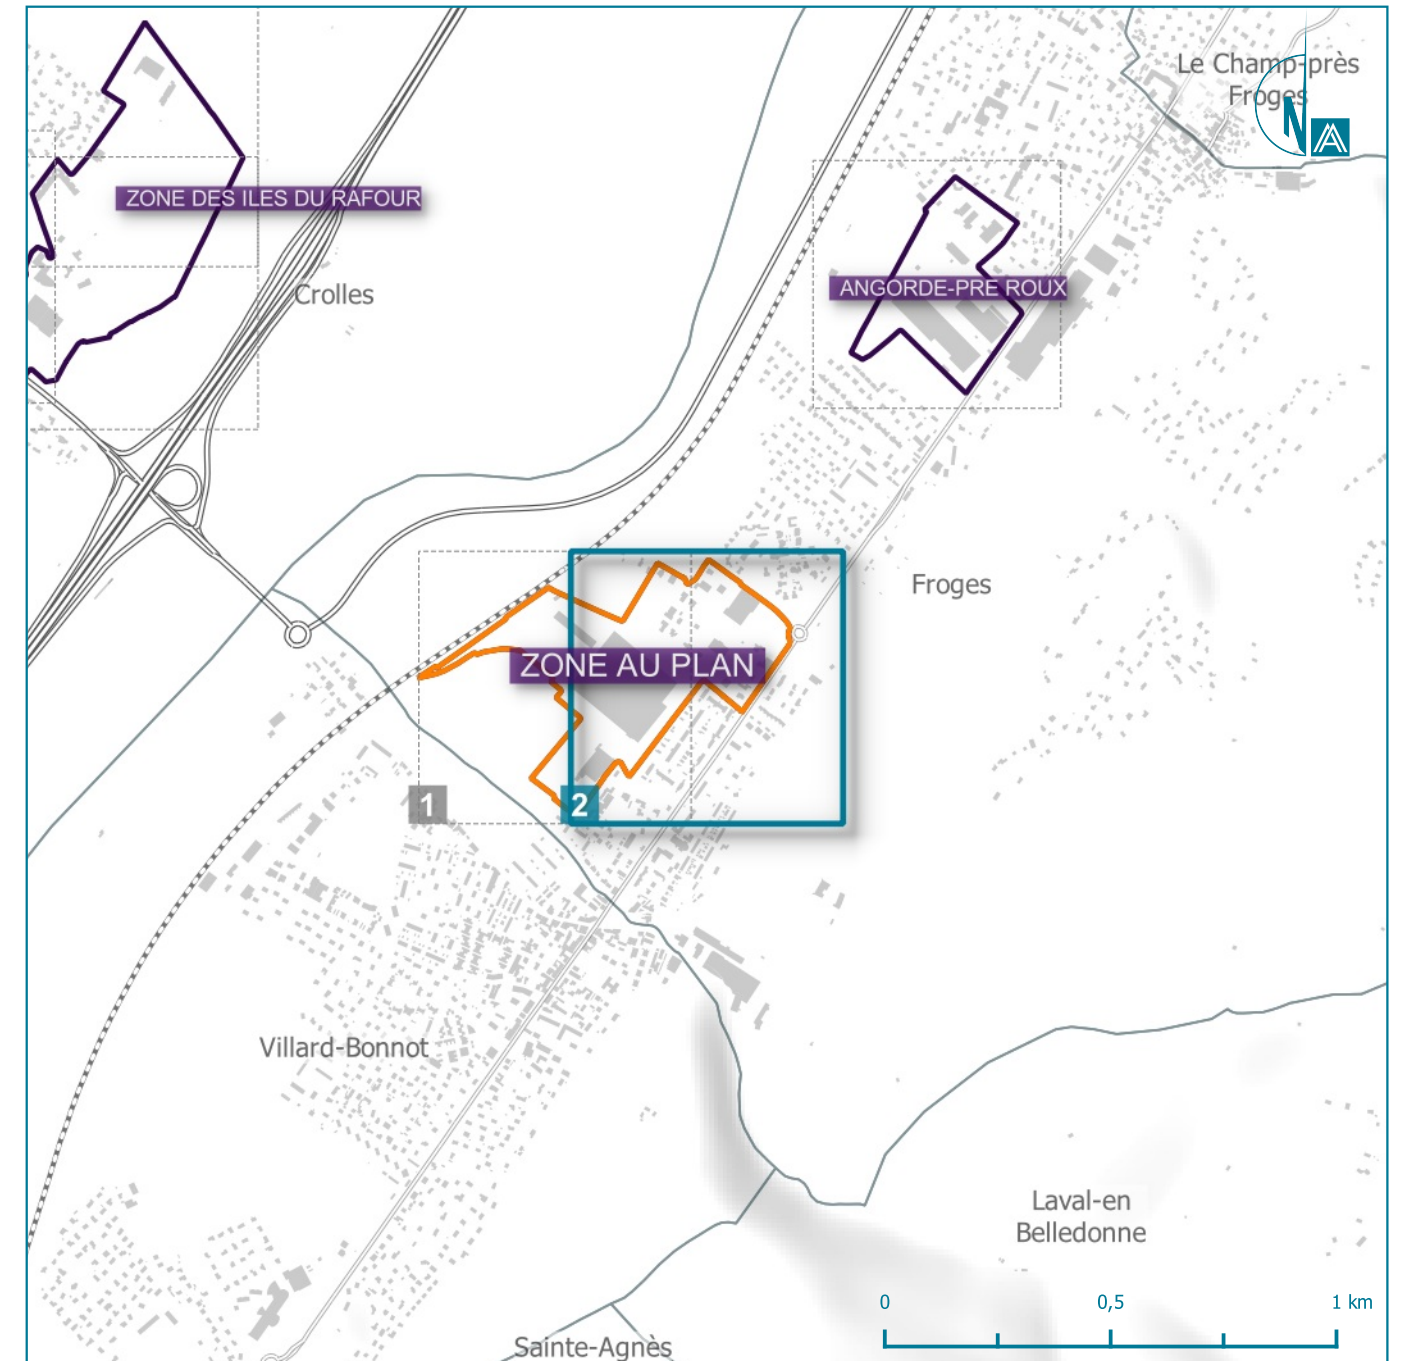 Le Champ-près
Froges
N
ZONE DES ILES DU RAFOUR
ANGORDE-PRE ROUX
Crolles
Froges
ZONE AU PLAN
1
2
Villard-Bonnot
Laval-en
Belledonne
0 0,5 1 km
Sainte-Agnès